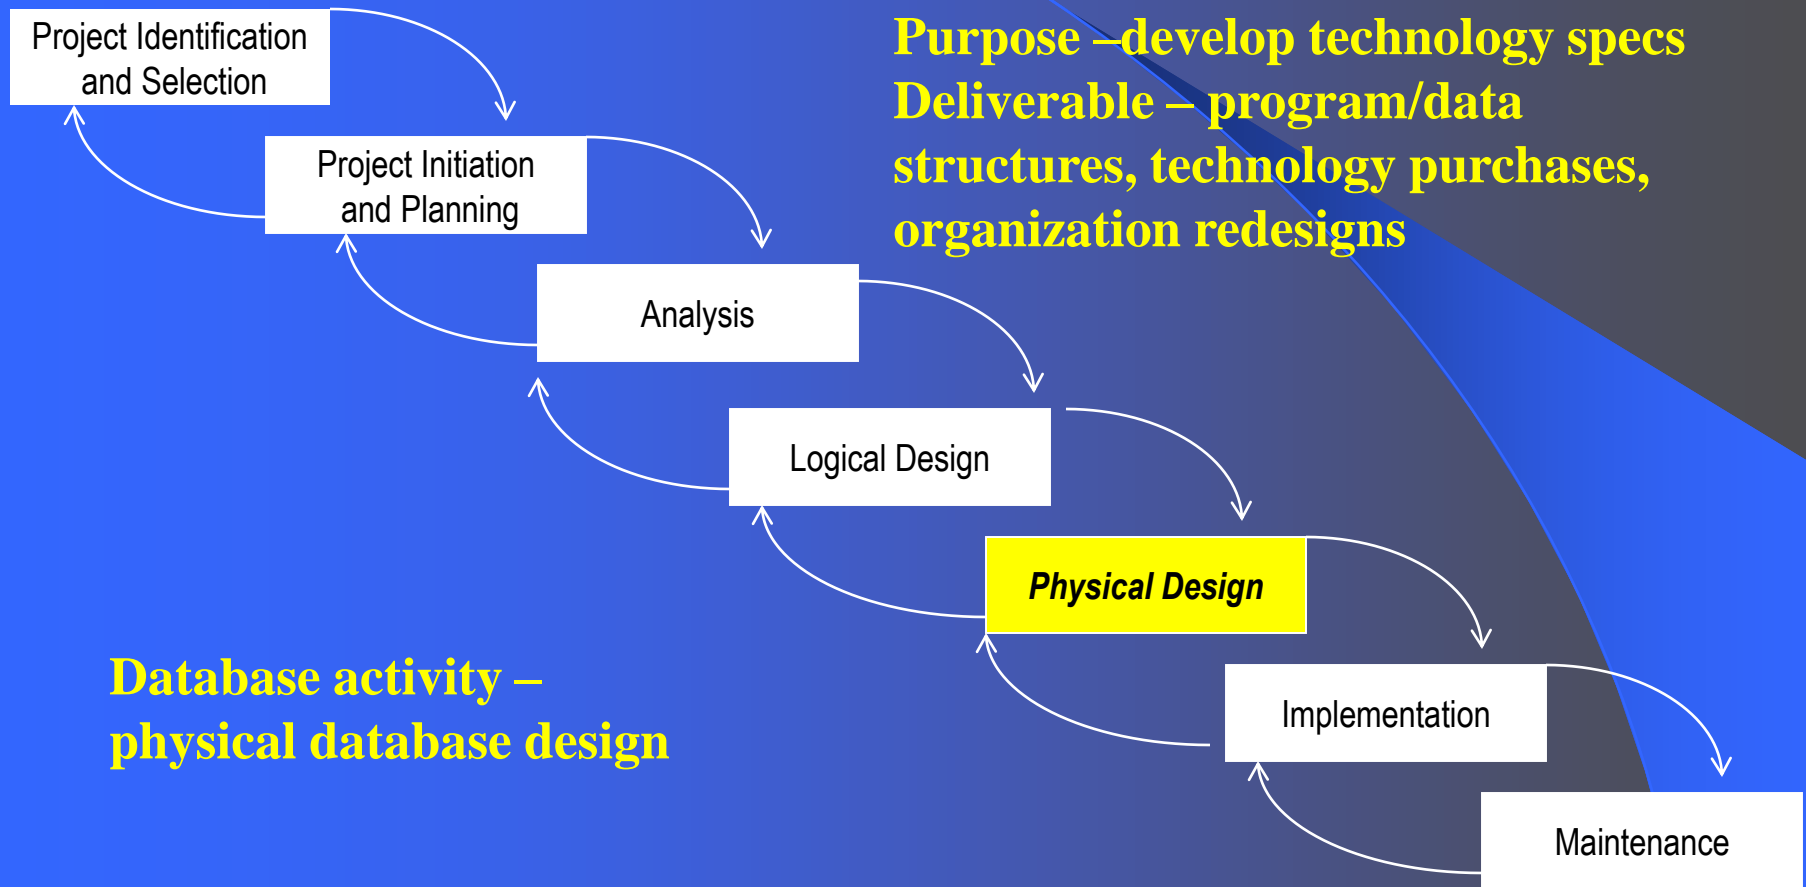 Project Identification
and Selection
Purpose –develop technology specs
Deliverable – program/data
structures, technology purchases,
organization redesigns
Project Initiation
and Planning
Analysis
Logical Design
Physical Design
Database activity –
physical database design
Implementation
Maintenance